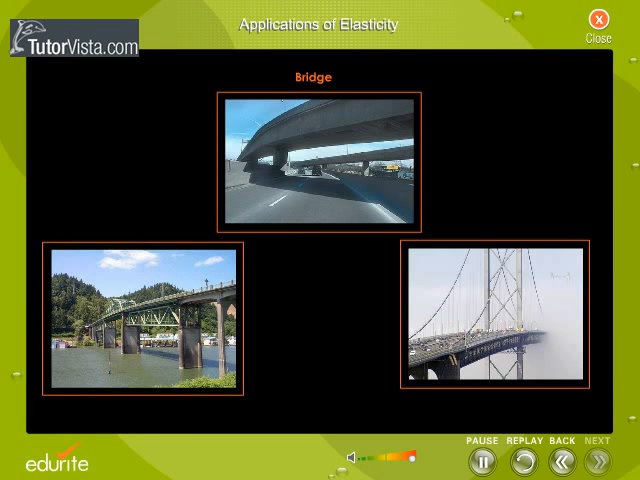 Applications of Elasticity
X
Close
TutorVista.com
Bridge
PAUSE REPLAY BACK NEXT
edurite